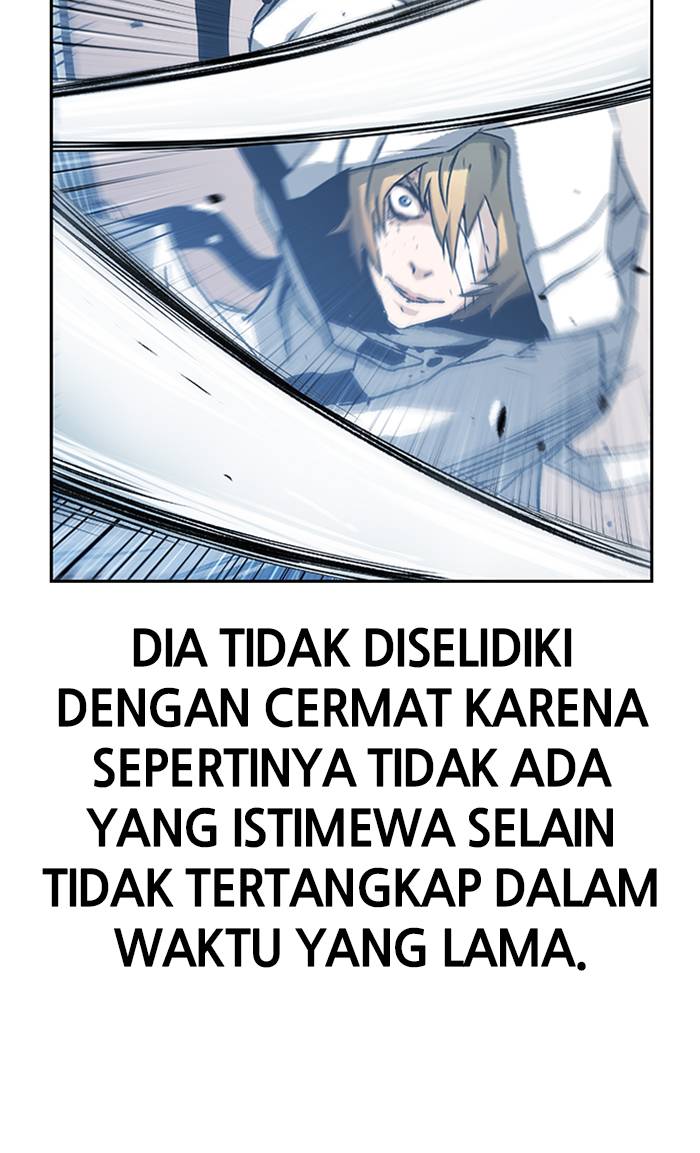 DIA TIDAK DISELIDIKI
DENGAN CERMAT KARENA
SEPERTINYA TIDAK ADA
YANG ISTIMEWA SELAIN
TIDAK TERTANGKAP DALAM
WAKTU YANG LAMA.